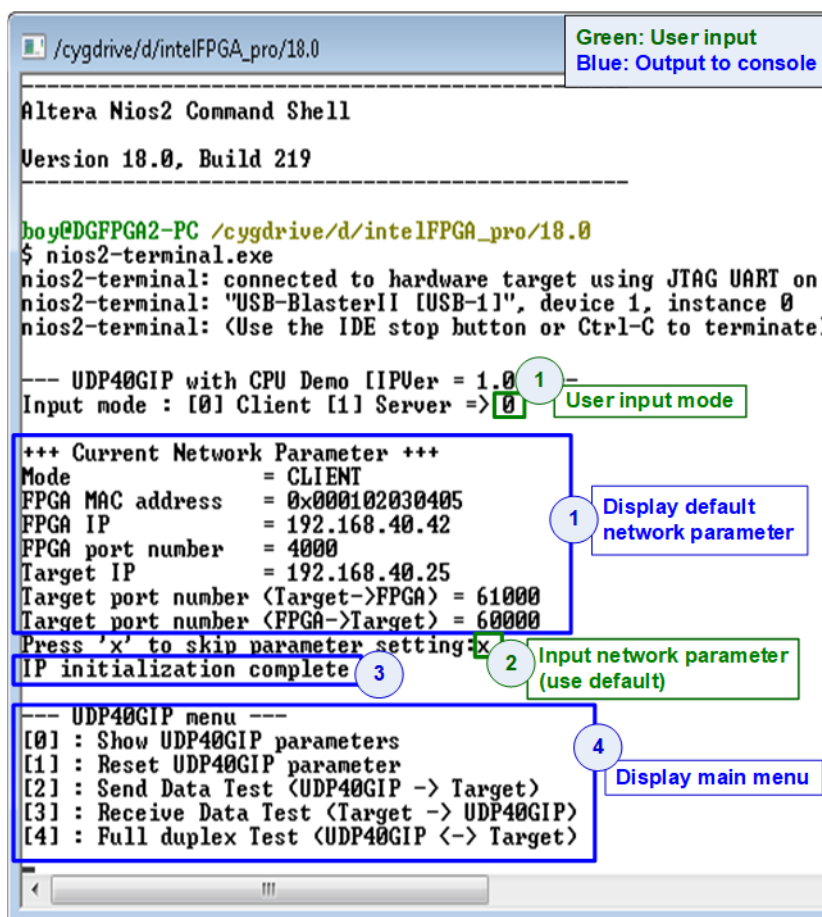 /cygdrive/d/intelFPGA_pro/18.0
Green: User input
Blue: Output to console
--------------------------------------------------
Altera Nios2 Command Shell
Version 18.0, Build 219
--------------------------------------------------
boy@DGFPGA2-PC /cygdrive/d/intelFPGA_pro/18.0
$ nios2-terminal.exe
nios2-terminal: connected to hardware target using JTAG UART on
nios2-terminal: "USB-BlasterII [USB-1]", device 1, instance 0
nios2-terminal: (Use the IDE stop button or Ctrl-C to terminate)
--- UDP40GIP with CPU Demo [IPVer = 1.0 -
1
Input mode : [0] Client [1] Server => 0
User input mode
+++ Current Network Parameter +++
Mode = CLIENT
FPGA MAC address = 0x000102030405
FPGA IP = 192.168.40.42
FPGA port number = 4000
Target IP = 192.168.40.25
Target port number (Target->FPGA) = 61000
Target port number (FPGA->Target) = 60000
1
Display default
network parameter
Press 'x' to skip parameter setting:x
IP initialization complete
3
2
Input network parameter
(use default)
--- UDP40GIP menu ---
[0] : Show UDP40GIP parameters
[1] : Reset UDP40GIP parameter
[2] : Send Data Test (UDP40GIP -> Target)
[3] : Receive Data Test (Target -> UDP40GIP)
[4] : Full duplex Test (UDP40GIP <-> Target)
4
Display main menu